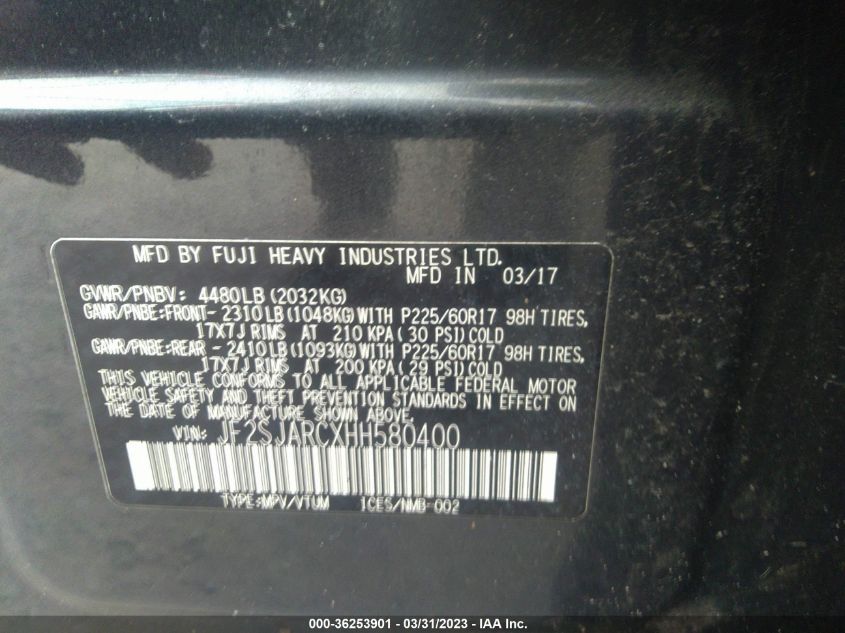 MFD BY FUJI HEAVY INDUSTRIES LTD.
MFD IN 03/17
GVWR/PNBV: 4480LB (2032KG)
GAWR/PNBE:FRONT- 2310LB (1048KG) WITH P225/60R17 98H TIRES,
17X7J RIMS AT 210 KPA (30 PSI) COLD
GAWR/PNBE:REAR - 2410LB (1093KG) WITH P225/60R17 98H TIRES,
17X7J RIMS AT 200 KPA (29 PSI) COLD
THIS VEHICLE CONFORMS TO ALL APPLICABLE FEDERAL MOTOR
VEHICLE SAFETY AND THEFT PREVENTION STANDARDS IN EFFECT ON
THE DATE OF MANUFACTURE SHOWN ABOVE.
VIN: JF2SJARCXHH580400
TYPE:MPV/VTUM 1CES/NMB-002
000-36253901 - 03/31/2023 - IAA Inc.